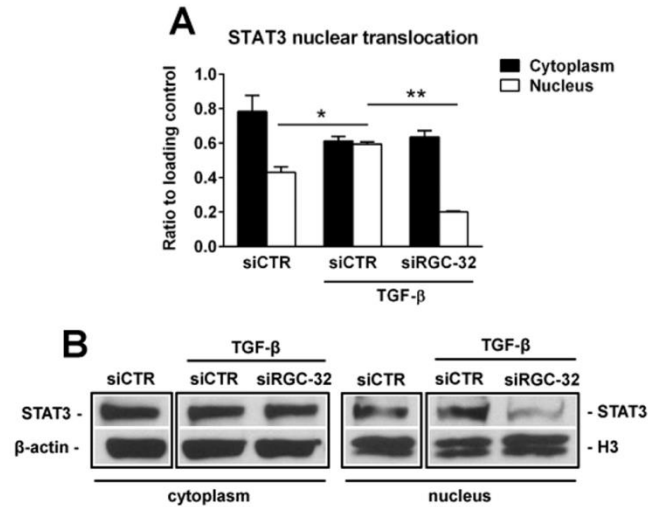 A
STAT3 nuclear translocation
Cytoplasm
Nucleus
Ratio to loading control
1.0
0.8
0.6
0.4
0.2
0.0
*
**
siCTR siCTR siRGC-32
TGF-β
B
TGF-β TGF-β
siCTR siCTR siRGC-32 siCTR siCTR siRGC-32
STAT3 - - STAT3
β-actin - - H3
cytoplasm nucleus